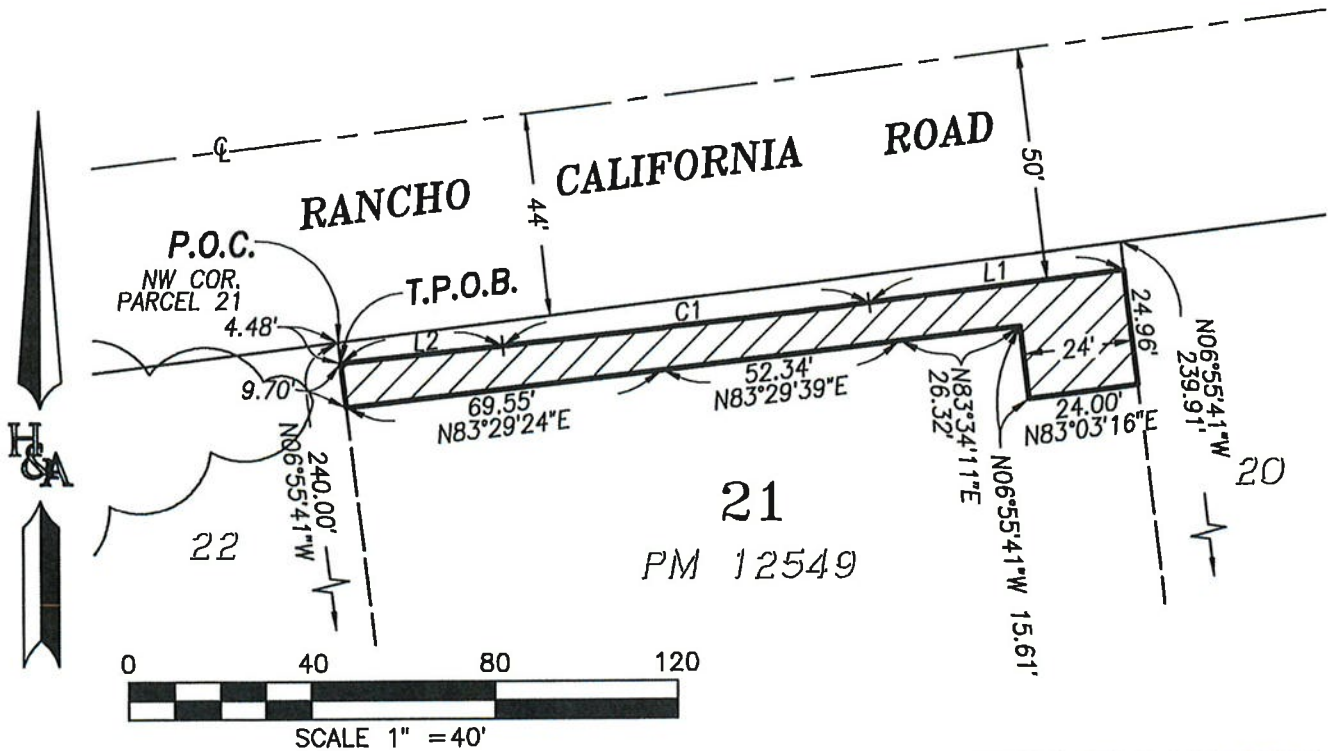 ℄
RANCHO CALIFORNIA ROAD
44'
50'
P.O.C.
NW COR.
PARCEL 21
T.P.O.B.
4.48'
9.70'
L2
C1
L1
24.96'
24'
24.00'
N83°03'16"E
69.55'
N83°29'24"E
52.34'
N83°29'39"E
N83°34'11"E
26.32'
N06°55'41"W 15.61'
N06°55'41"W
239.91'
240.00'
N06°55'41"W
H&A
22
21
PM 12549
20
0 40 80 120
SCALE 1" =40'